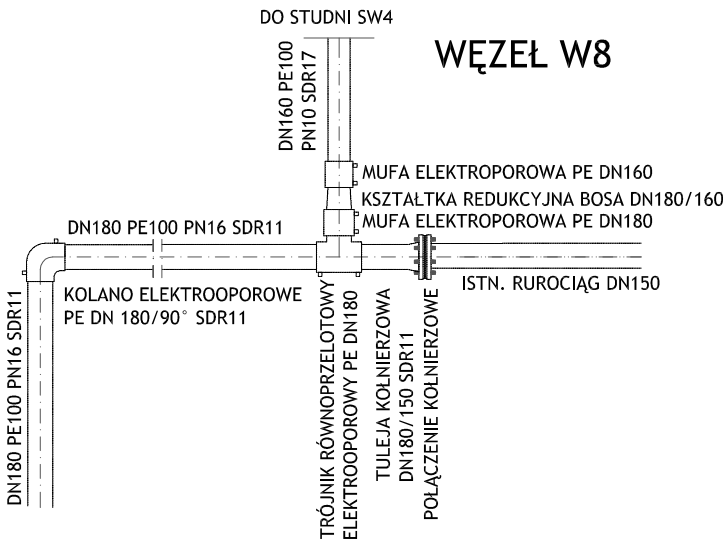 DO STUDNI SW4
WĘZEŁ W8
DN160 PE100
PN10 SDR17
MUFA ELEKTROPOROWA PE DN160
KSZTAŁTKA REDUKCYJNA BOSA DN180/160
MUFA ELEKTROPOROWA PE DN180
DN180 PE100 PN16 SDR11
ISTN. RUROCIĄG DN150
KOLANO ELEKTROOPOROWE
PE DN 180/90° SDR11
DN180 PE100 PN16 SDR11
TRÓJNIK RÓWNOPRZELOTOWY
ELEKTROOPOROWY PE DN180
TULEJA KOŁNIERZOWA
DN180/150 SDR11
POŁĄCZENIE KOŁNIERZOWE